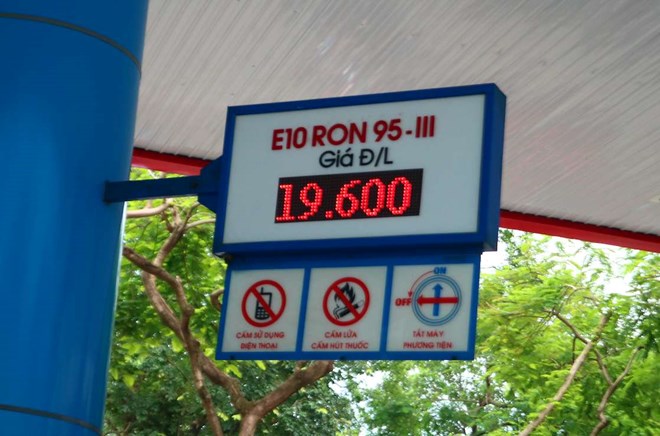 E10 RON 95-III
Giá Đ/L
19.600
CẤM SỬ DỤNG
ĐIỆN THOẠI
CẤM LỬA
CẤM HÚT THUỐC
ON
OFF
TẮT MÁY
PHƯƠNG TIỆN